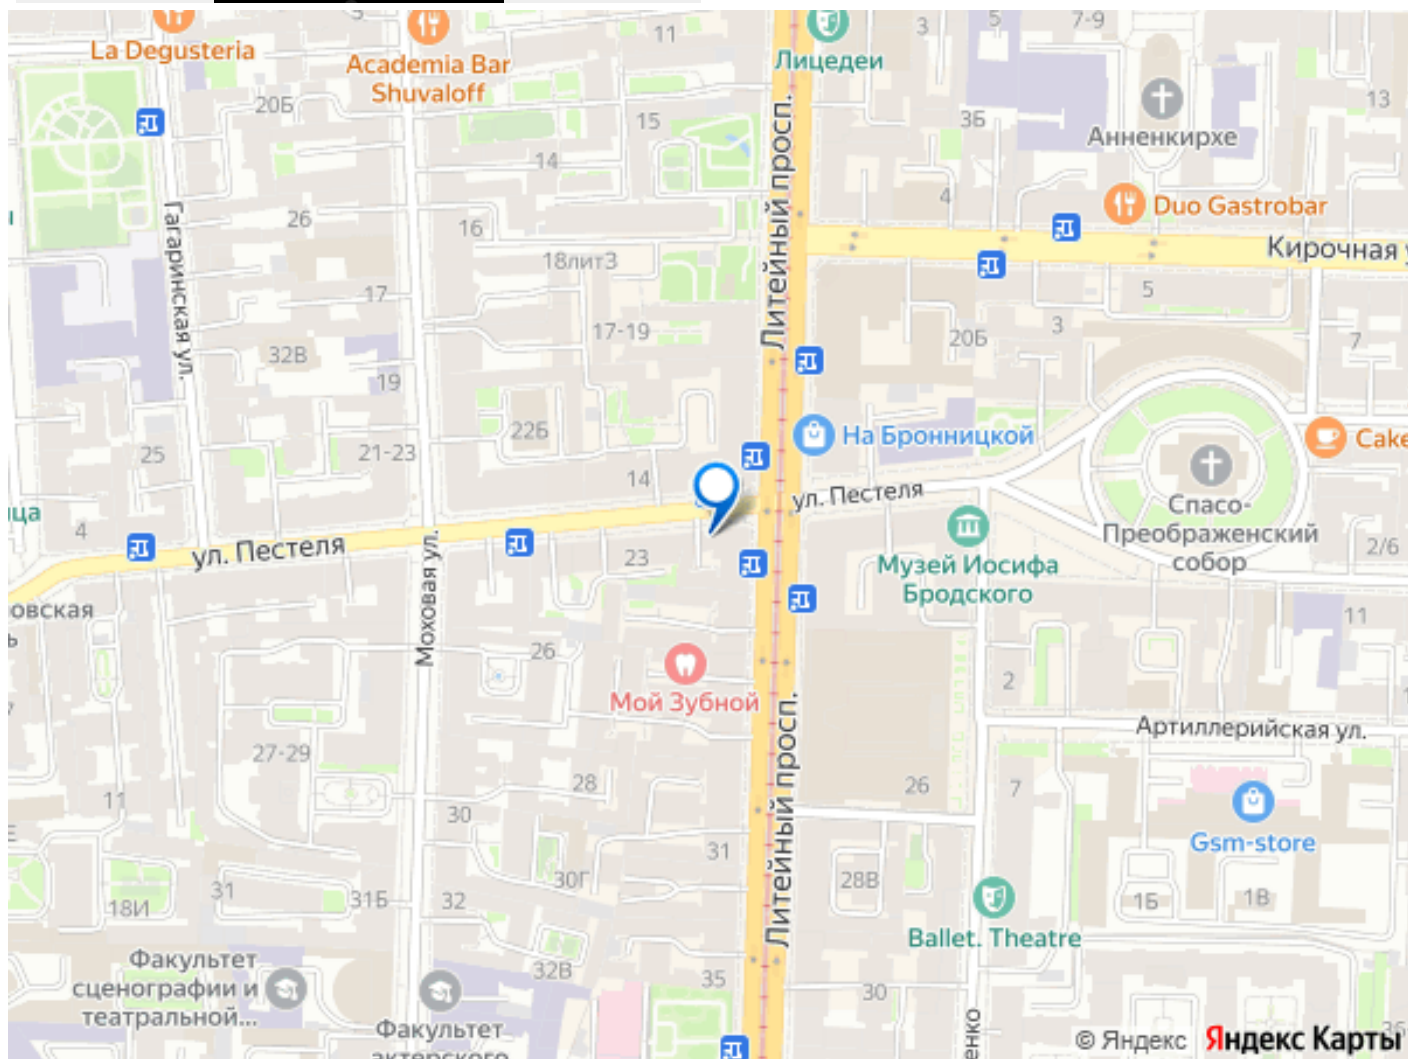 La Degusteria
Academia Bar
Shuvaloff
Лицедеи
11
3
5
7-9
13
20Б
15
3Б
Анненкирхе
14
4
Duo Gastrobar
Гагаринская ул.
26
16
18лит3
Литейный просп.
Кирочная у
17
17-19
5
20Б
3
7
32В
19
22Б
21-23
25
14
На Бронницкой
Cake
ица
4
ул. Пестеля
ул. Пестеля
Спасо-
Преображенский
собор
2/6
23
Музей Иосифа
Бродского
овская
ь
Моховая ул.
11
26
Мой Зубной
2
Артиллерийская ул.
27-29
28
26
7
11
30
Литейный просп.
Gsm-store
31
30Г
28В
31
31Б
32
18И
1Б
1В
Ballet. Theatre
Факультет
сценографии и
театральной...
32В
35
30
Факультет
актерского
енко
© Яндекс
Яндекс Карты